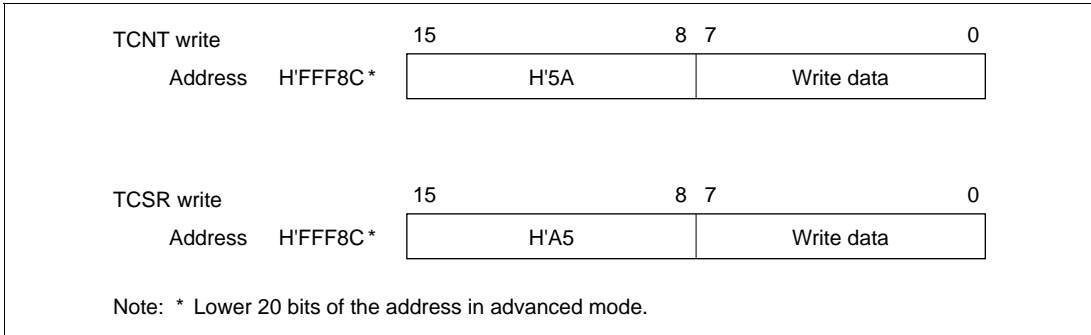 TCNT write 15 8 7 0
Address H'FFF8C * H'5A Write data
TCSR write 15 8 7 0
Address H'FFF8C * H'A5 Write data
Note: * Lower 20 bits of the address in advanced mode.